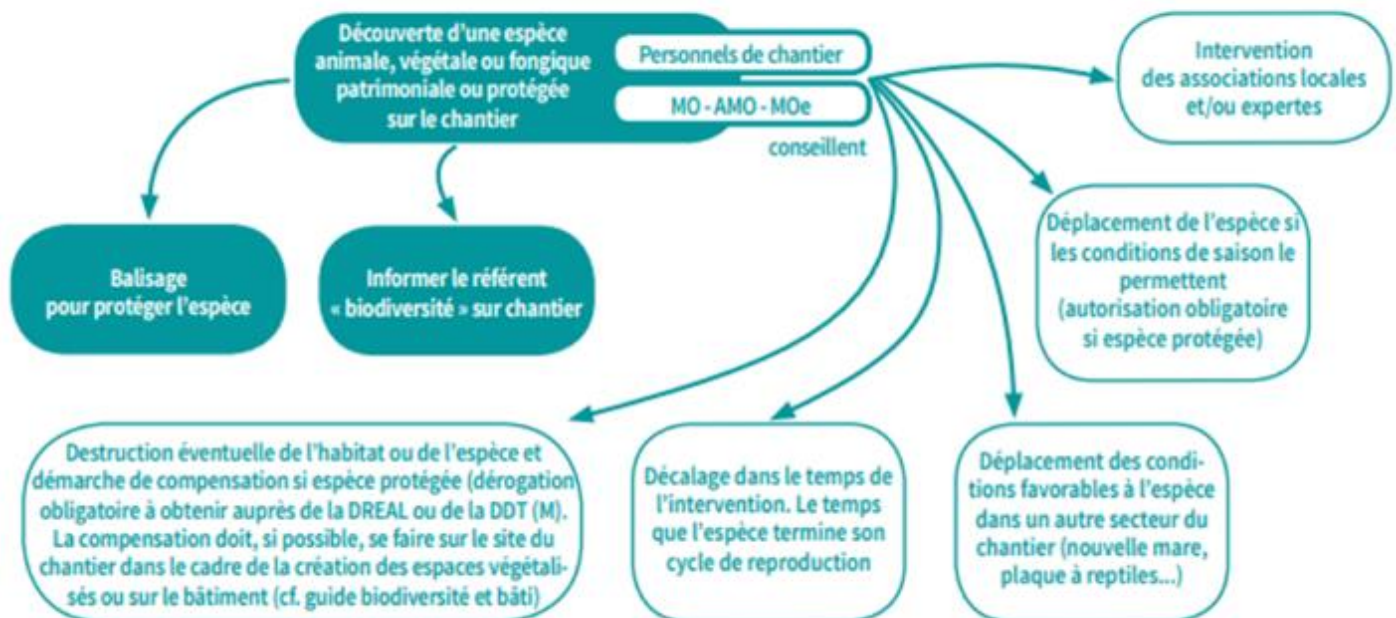 Découverte d'une espèce
animale, végétale ou fongique
patrimoniale ou protégée
sur le chantier
Personnels de chantier
MO - AMO - MOe
conseillent
Intervention
des associations locales
et/ou expertes
Balisage
pour protéger l'espèce
Informer le référent
« biodiversité » sur chantier
Déplacement de l'espèce si
les conditions de saison le
permettent
(autorisation obligatoire
si espèce protégée)
Destruction éventuelle de l'habitat ou de l'espèce et
démarche de compensation si espèce protégée (dérogation
obligatoire à obtenir auprès de la DREAL ou de la DDT (M).
La compensation doit, si possible, se faire sur le site du
chantier dans le cadre de la création des espaces végétali-
sés ou sur le bâtiment (cf. guide biodiversité et bâti)
Décalage dans le temps de
l'intervention. Le temps
que l'espèce termine son
cycle de reproduction
Déplacement des condi-
tions favorables à l'espèce
dans un autre secteur du
chantier (nouvelle mare,
plaque à reptiles...)